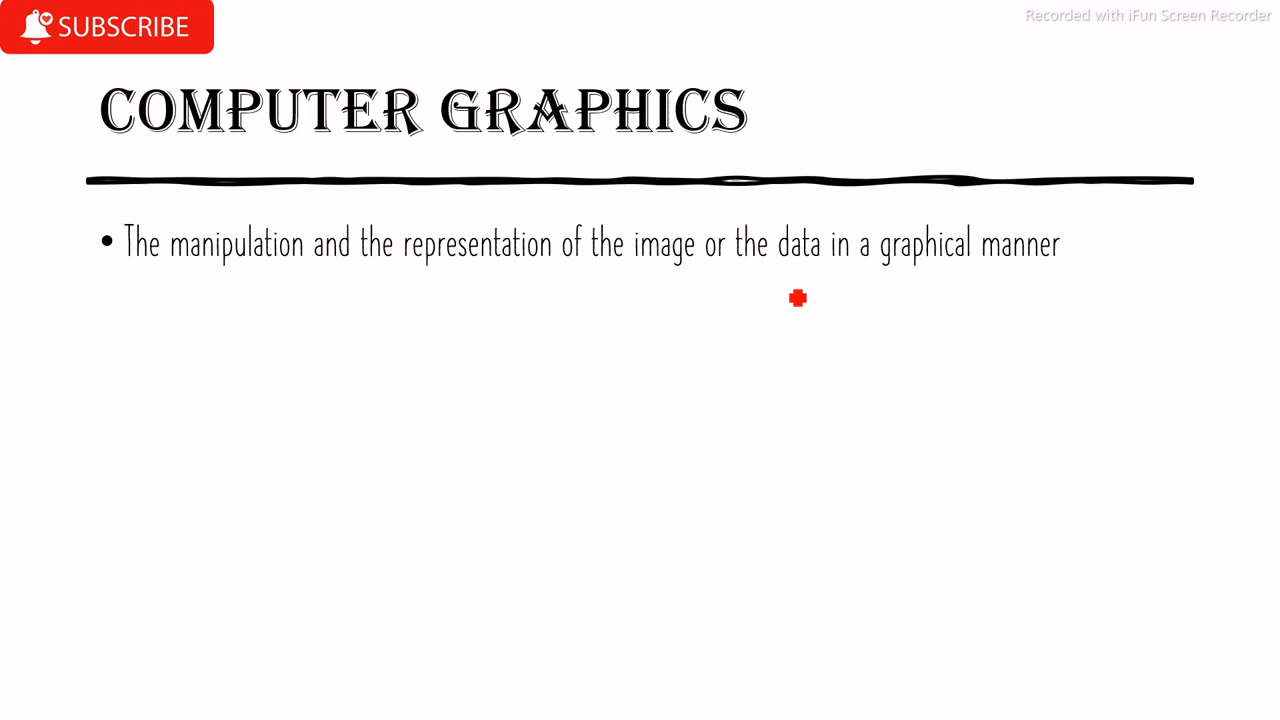 SUBSCRIBE
Recorded with iFun Screen Recorder
COMPUTER GRAPHICS
• The manipulation and the representation of the image or the data in a graphical manner